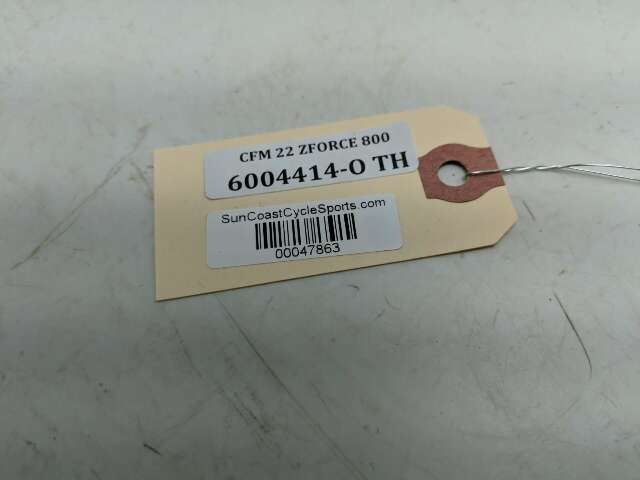 CFM 22 ZFORCE 800
6004414-O TH
SunCoastCycleSports.com
00047863